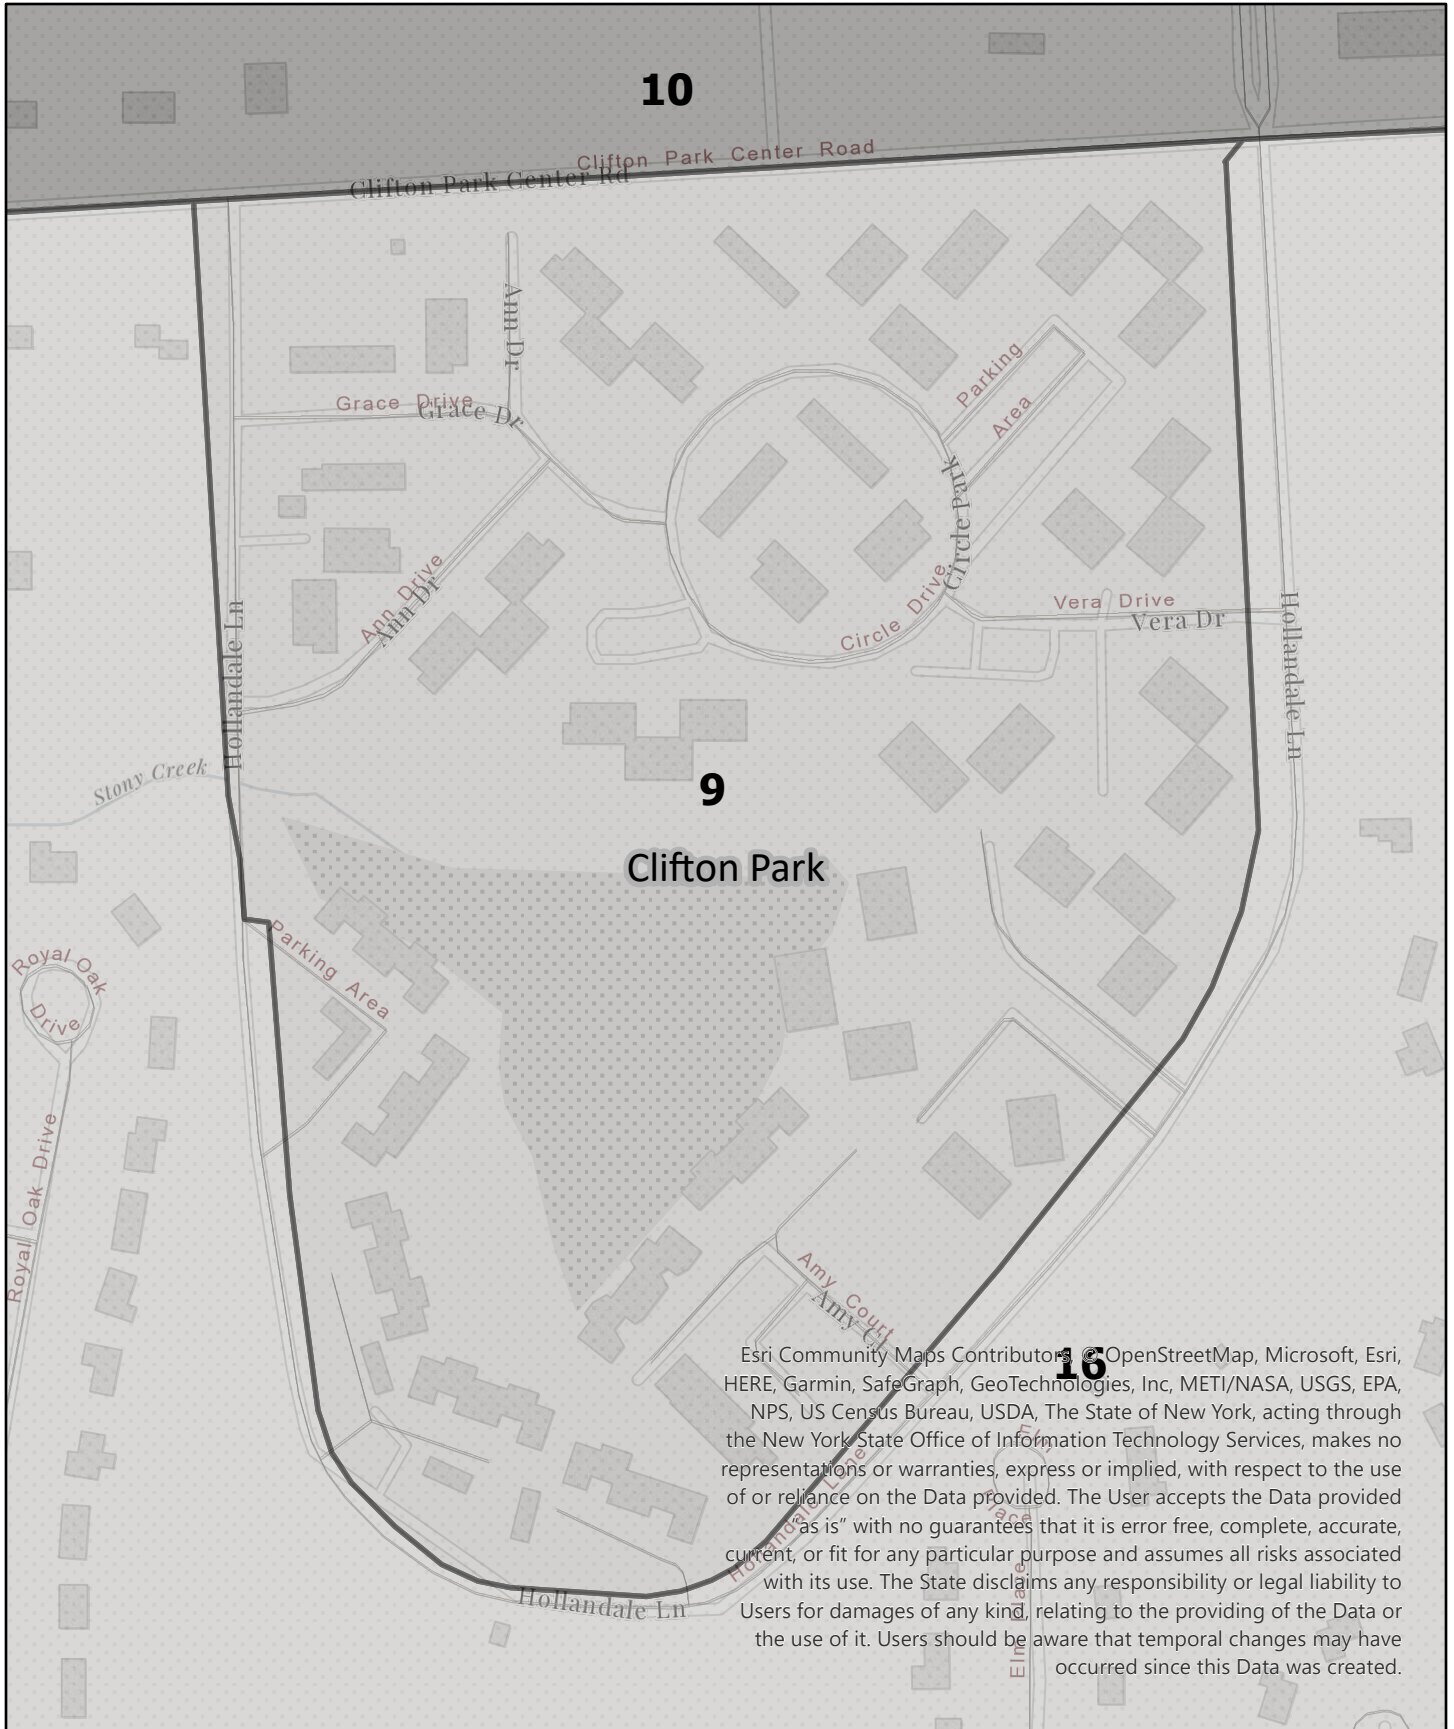 10
Clifton Park Center Road
Clifton Park Center Rd
Ann Dr
Parking
Area
Grace Drive
Grace Dr
Circle Park
Ann Drive
Ann Dr
Circle Drive
Vera Drive
Vera Dr
Hollandale Ln
Hollandale Ln
Stony Creek
9
Clifton Park
Parking Area
Royal Oak
Drive
Royal Oak Drive
Royal Oak Drive
Amy Court
Amy Ct
16
Esri Community Maps Contributors, © OpenStreetMap, Microsoft, Esri,
HERE, Garmin, SafeGraph, GeoTechnologies, Inc, METI/NASA, USGS, EPA,
NPS, US Census Bureau, USDA, The State of New York, acting through
the New York State Office of Information Technology Services, makes no
representations or warranties, express or implied, with respect to the use
of or reliance on the Data provided. The User accepts the Data provided
“as is” with no guarantees that it is error free, complete, accurate,
current, or fit for any particular purpose and assumes all risks associated
with its use. The State disclaims any responsibility or legal liability to
Users for damages of any kind, relating to the providing of the Data or
the use of it. Users should be aware that temporal changes may have
occurred since this Data was created.
Elm
Place
Hollandale Lane
Hollandale Ln
Elm Place